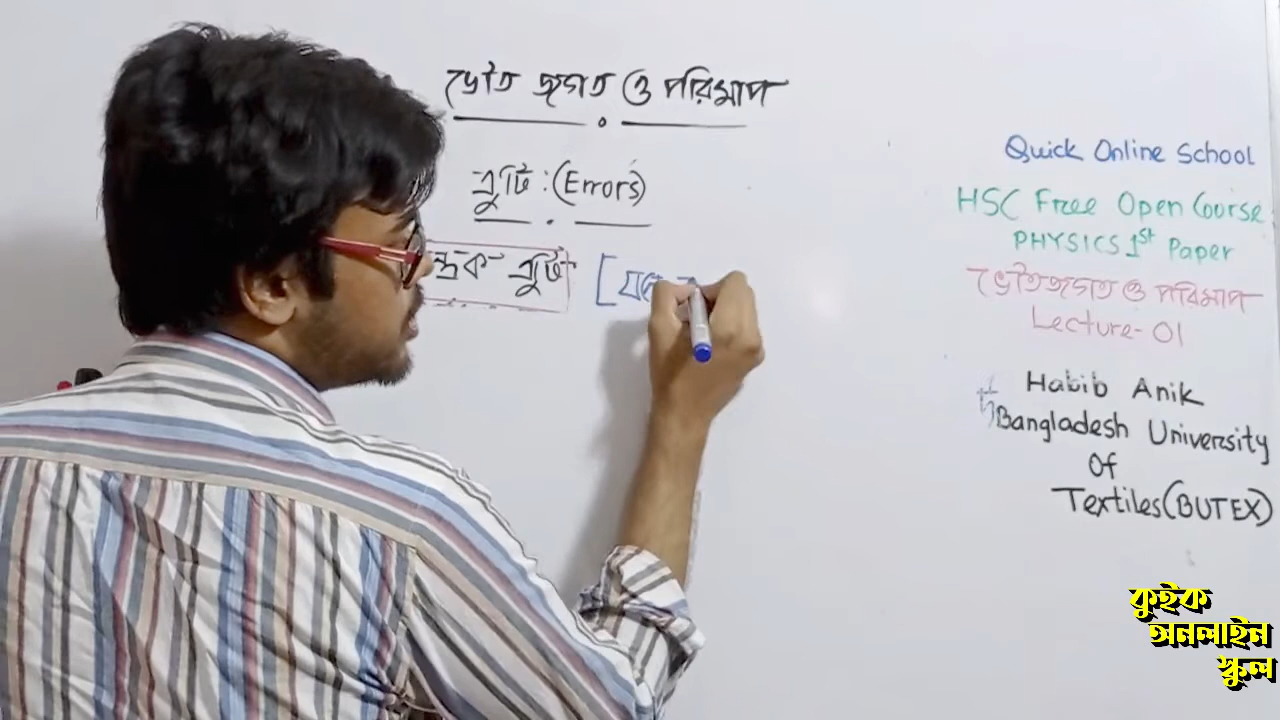 ভৌত জগত ও পরিমাপ
ত্রুটি : (Errors)
ন্ত্রিক ত্রুটি [
Quick Online School
HSC Free Open Course
PHYSICS 1st Paper
ভৌত জগত ও পরিমাপ
Lecture-01
Habib Anik
Bangladesh University
Of
Textiles (BUTEX)
কুইক
অনলাইন
স্কুল